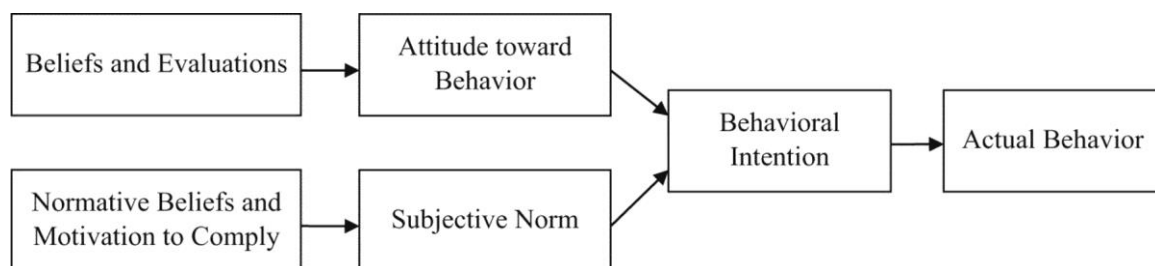 Beliefs and Evaluations
Attitude toward
Behavior
Behavioral
Intention
Actual Behavior
Normative Beliefs and
Motivation to Comply
Subjective Norm